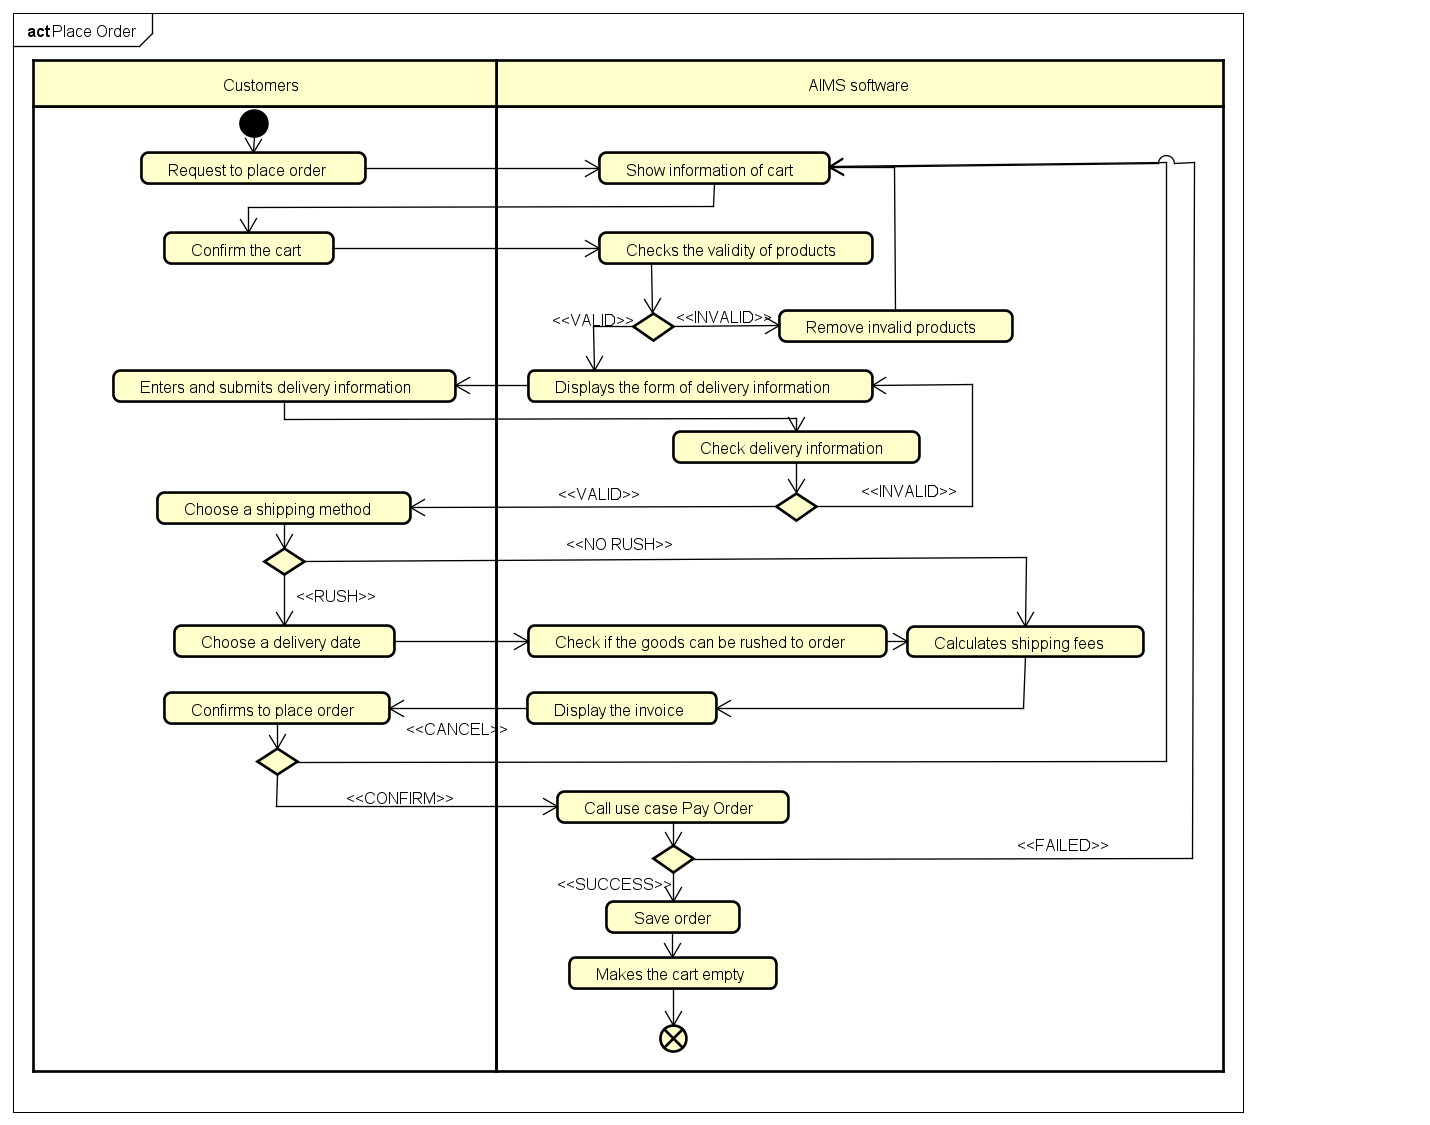 act Place Order
Customers
AIMS software
Request to place order
Show information of cart
Confirm the cart
Checks the validity of products
<<VALID>>
<<INVALID>>
Remove invalid products
Enters and submits delivery information
Displays the form of delivery information
Check delivery information
Choose a shipping method
<<VALID>>
<<INVALID>>
<<NO RUSH>>
<<RUSH>>
Choose a delivery date
Check if the goods can be rushed to order
Calculates shipping fees
Confirms to place order
Display the invoice
<<CANCEL>>
<<CONFIRM>>
Call use case Pay Order
<<FAILED>>
<<SUCCESS>>
Save order
Makes the cart empty